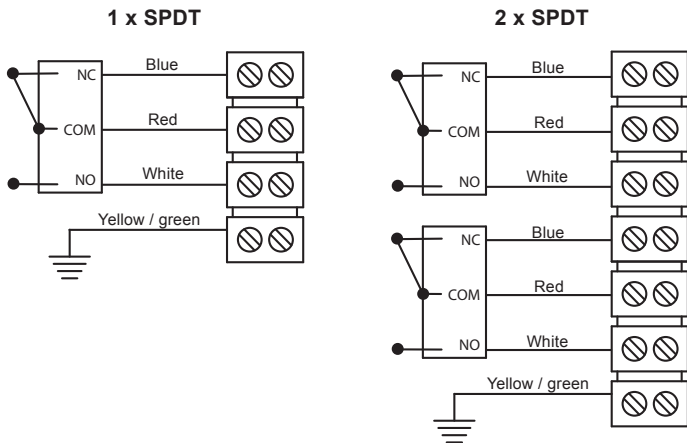 1 x SPDT
NC
Blue
COM
Red
NO
White
Yellow / green
2 x SPDT
NC
Blue
COM
Red
NO
White
NC
Blue
COM
Red
NO
White
Yellow / green